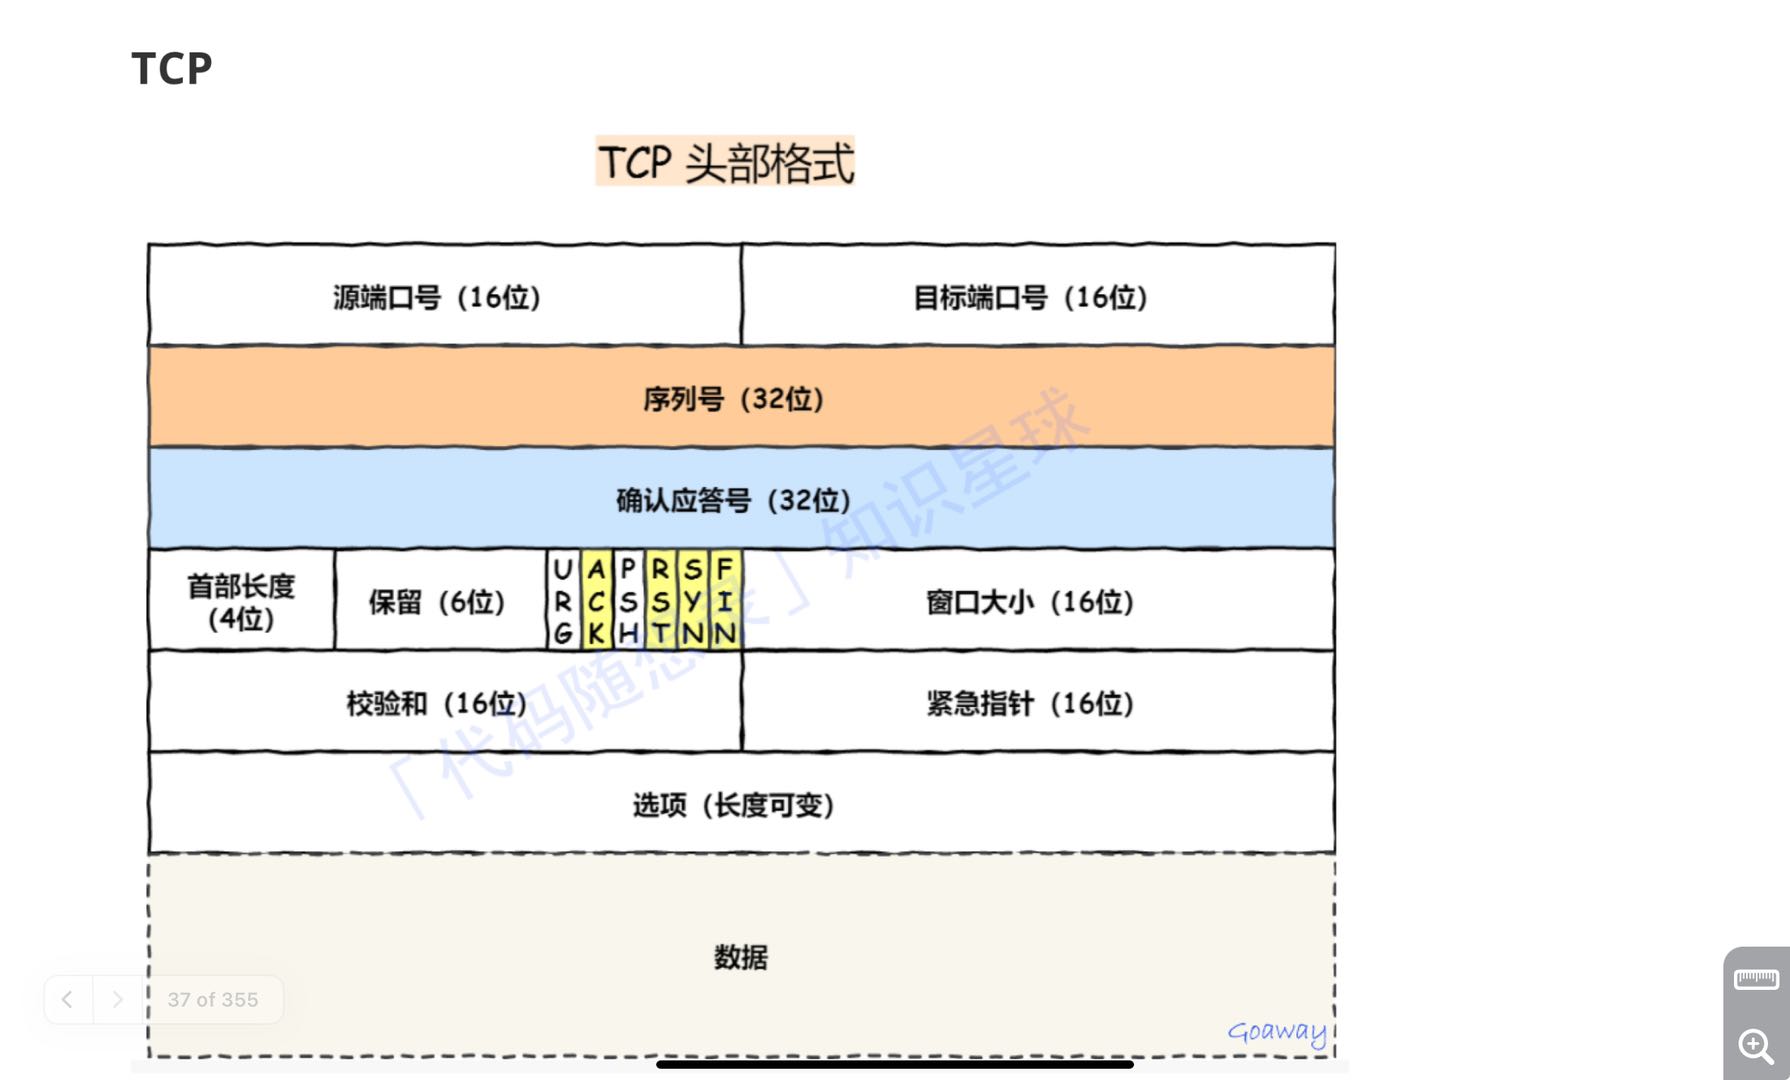 TCP
TCP 头部格式
源端口号（16位）
目标端口号（16位）
序列号（32位）
确认应答号（32位）
首部长度
（4位）
保留（6位）
URG
ACK
PSH
RST
SYN
FIN
窗口大小（16位）
校验和（16位）
紧急指针（16位）
选项（长度可变）
数据
「代码随想录」知识星球
37 of 355
Goaway